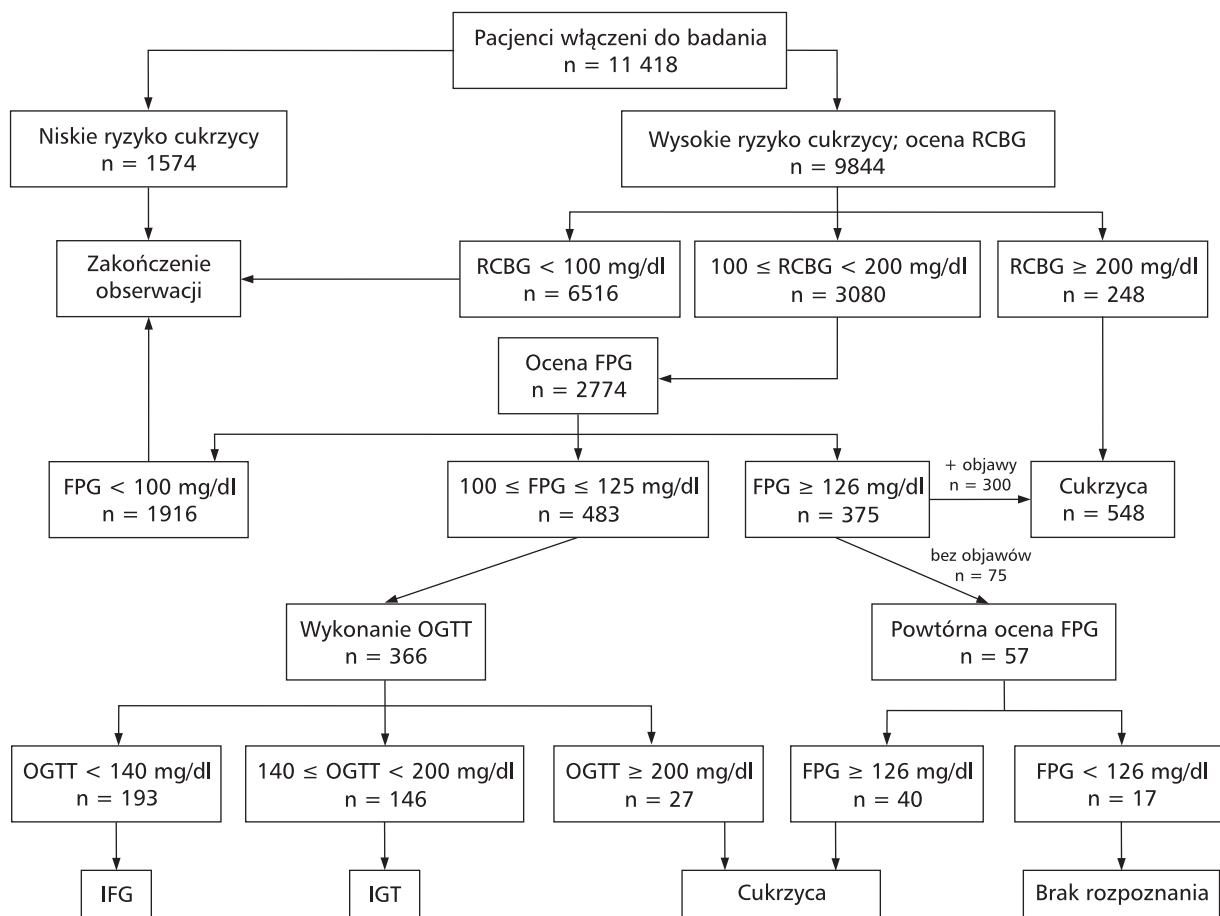 Pacjenci włączeni do badania
n = 11 418
Niskie ryzyko cukrzycy
n = 1574
Wysokie ryzyko cukrzycy; ocena RCBG
n = 9844
Zakończenie
obserwacji
RCBG < 100 mg/dl
n = 6516
100 ≤ RCBG < 200 mg/dl
n = 3080
RCBG ≥ 200 mg/dl
n = 248
Ocena FPG
n = 2774
FPG < 100 mg/dl
n = 1916
100 ≤ FPG ≤ 125 mg/dl
n = 483
FPG ≥ 126 mg/dl
n = 375
+ objawy
n = 300
Cukrzyca
n = 548
bez objawów
n = 75
Wykonanie OGTT
n = 366
Powtórna ocena FPG
n = 57
OGTT < 140 mg/dl
n = 193
140 ≤ OGTT < 200 mg/dl
n = 146
OGTT ≥ 200 mg/dl
n = 27
FPG ≥ 126 mg/dl
n = 40
FPG < 126 mg/dl
n = 17
IFG
IGT
Cukrzyca
Brak rozpoznania